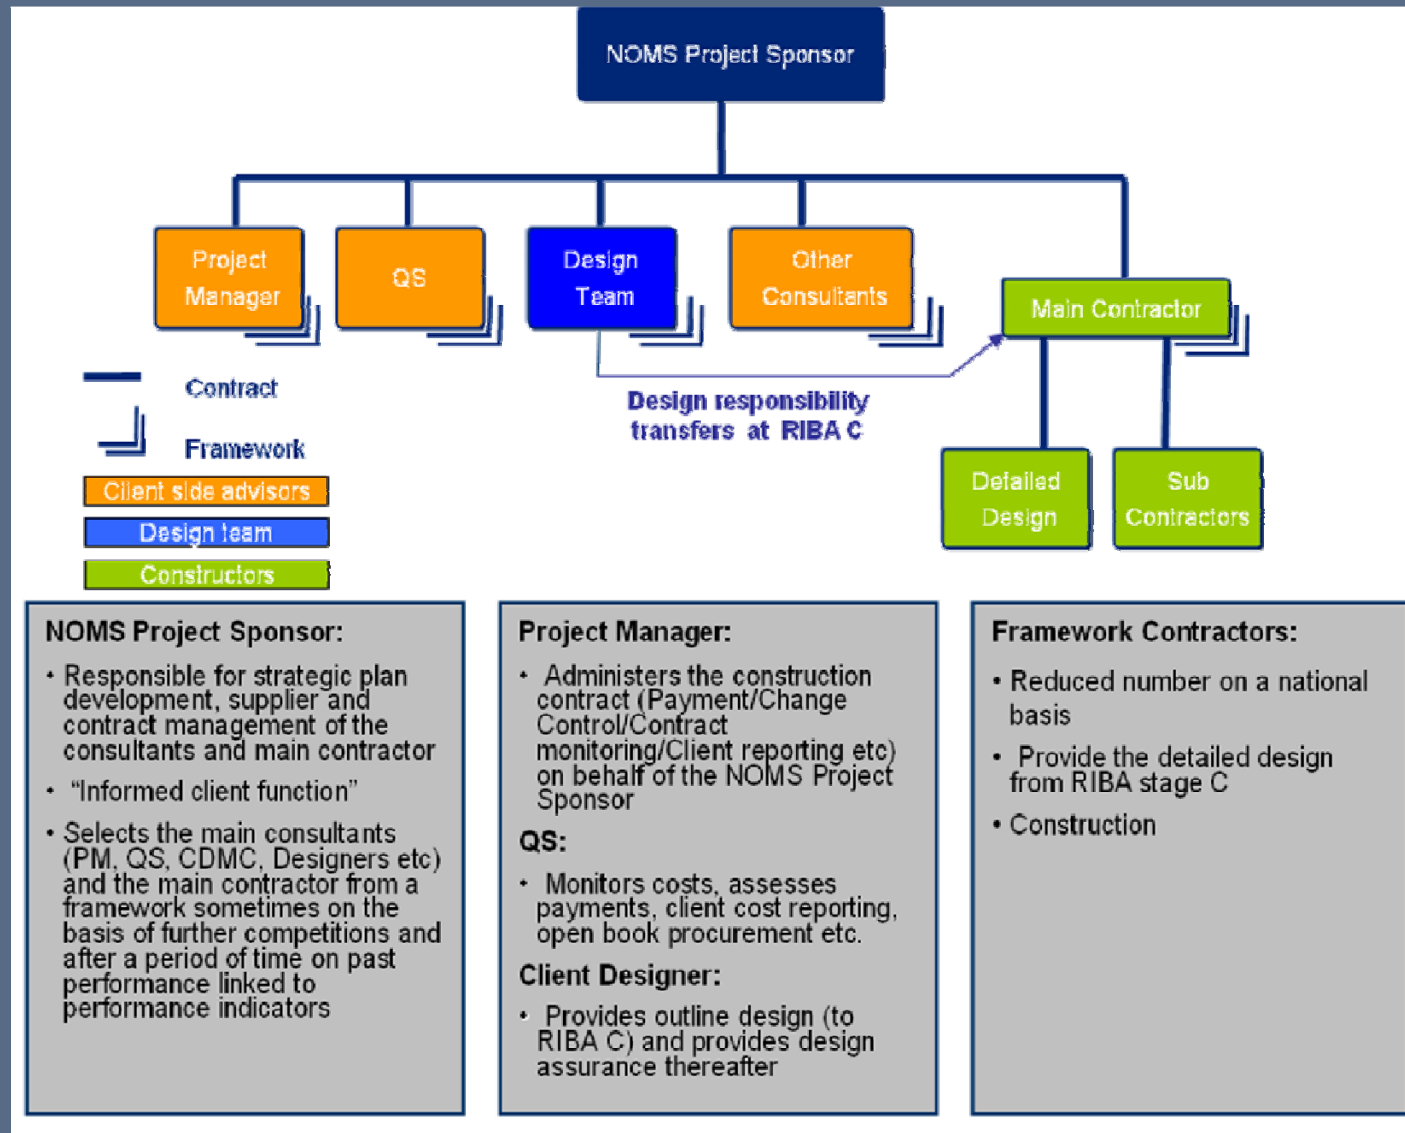 NOMS Project Sponsor
Project
Manager
QS
Design
Team
Other
Consultants
Main Contractor
Contract
Framework
Client side advisors
Design team
Constructors
Design responsibility
transfers at RIBA C
Detailed
Design
Sub
Contractors
NOMS Project Sponsor:
• Responsible for strategic plan
development, supplier and
contract management of the
consultants and main contractor
• “Informed client function”
• Selects the main consultants
(PM, QS, CDMC, Designers etc)
and the main contractor from a
framework sometimes on the
basis of further competitions and
after a period of time on past
performance linked to
performance indicators
Project Manager:
• Administers the construction
contract (Payment/Change
Control/Contract
monitoring/Client reporting etc)
on behalf of the NOMS Project
Sponsor
QS:
• Monitors costs, assesses
payments, client cost reporting,
open book procurement etc.
Client Designer:
• Provides outline design (to
RIBA C) and provides design
assurance thereafter
Framework Contractors:
• Reduced number on a national
basis
• Provide the detailed design
from RIBA stage C
• Construction